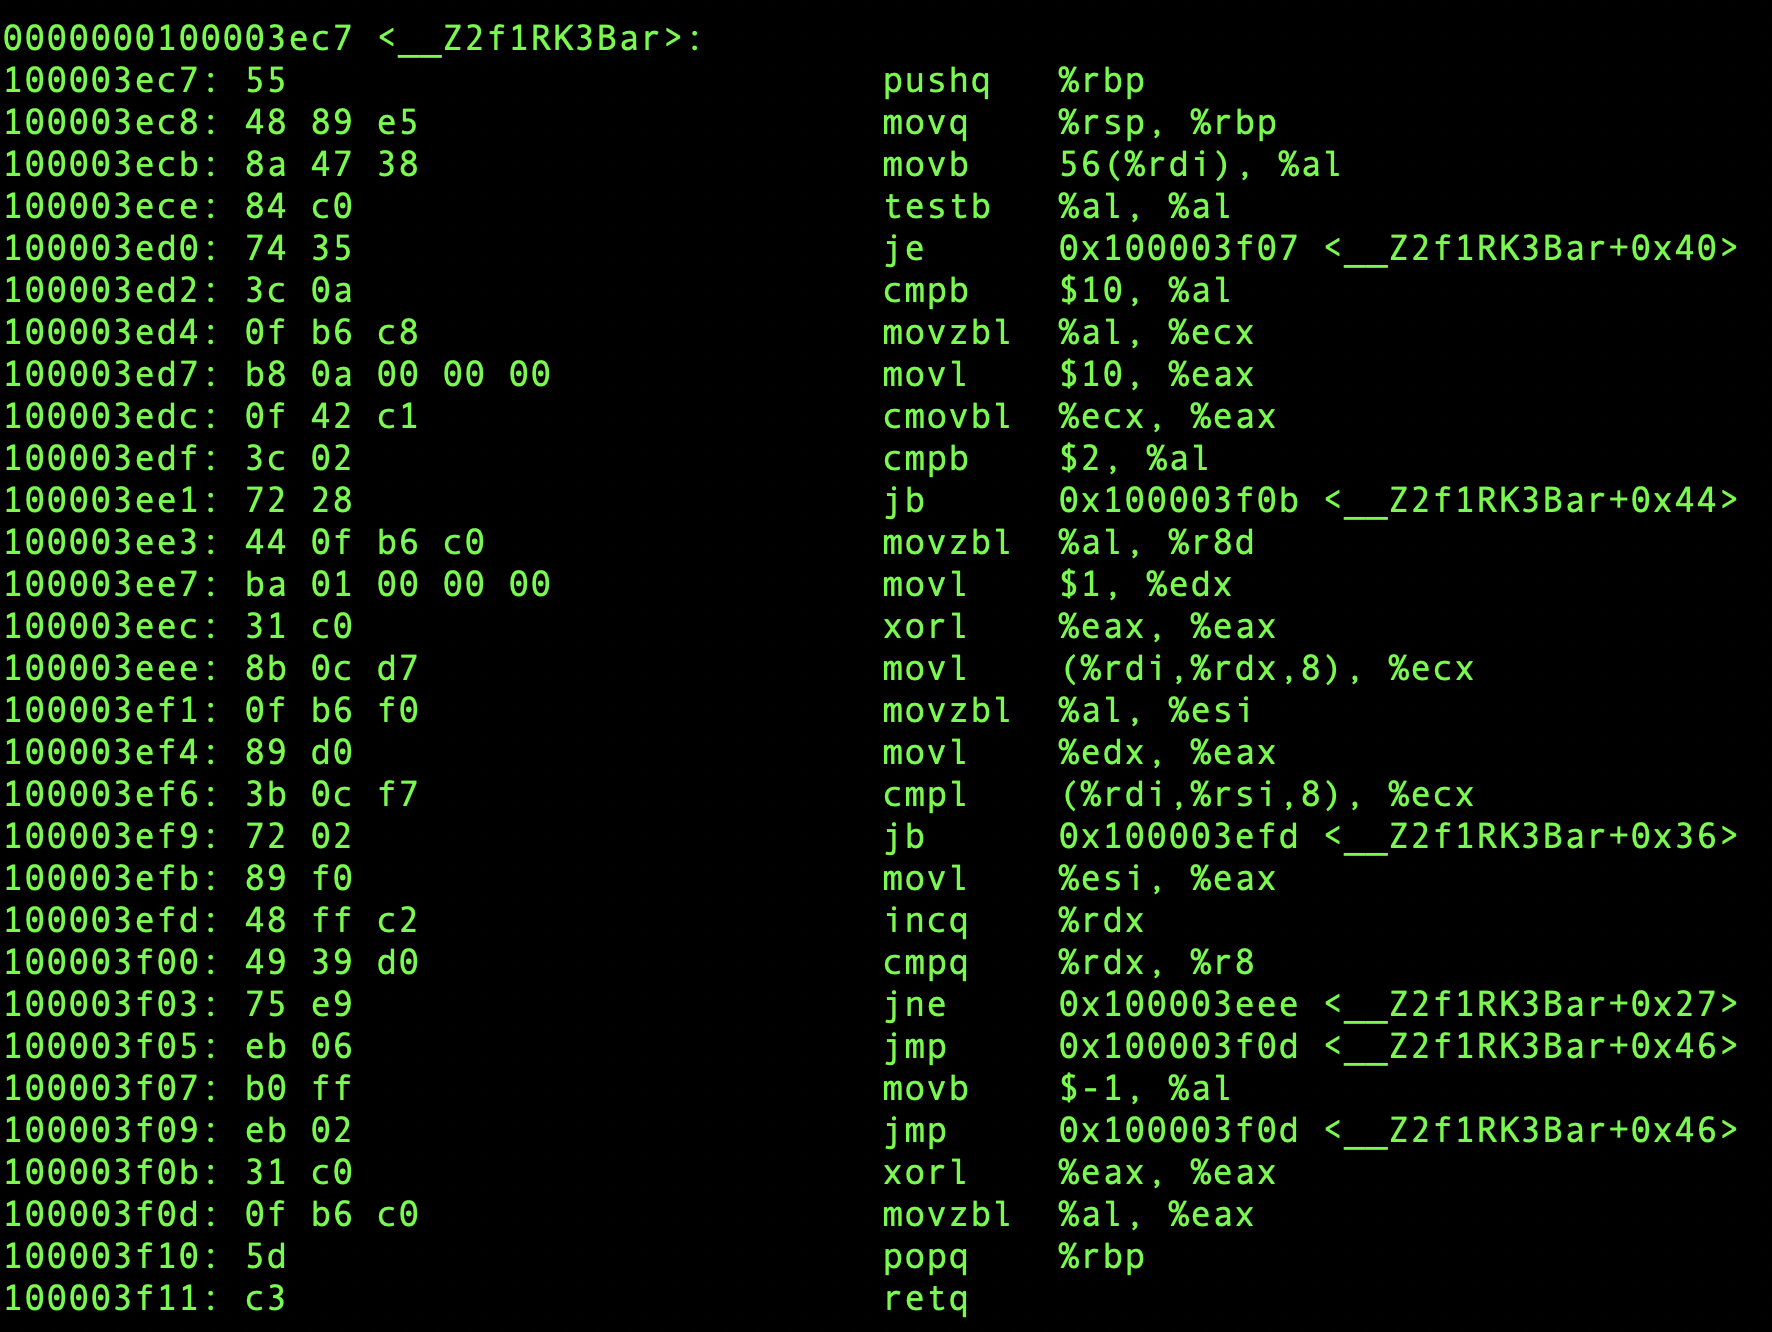 0000000100003ec7 <__Z2f1RK3Bar>:
100003ec7: 55 pushq %rbp
100003ec8: 48 89 e5 movq %rsp, %rbp
100003ecb: 8a 47 38 movb 56(%rdi), %al
100003ece: 84 c0 testb %al, %al
100003ed0: 74 35 je 0x100003f07 <__Z2f1RK3Bar+0x40>
100003ed2: 3c 0a cmpb $10, %al
100003ed4: 0f b6 c8 movzbl %al, %ecx
100003ed7: b8 0a 00 00 00 movl $10, %eax
100003edc: 0f 42 c1 cmovbl %ecx, %eax
100003edf: 3c 02 cmpb $2, %al
100003ee1: 72 28 jb 0x100003f0b <__Z2f1RK3Bar+0x44>
100003ee3: 44 0f b6 c0 movzbl %al, %r8d
100003ee7: ba 01 00 00 00 movl $1, %edx
100003eec: 31 c0 xorl %eax, %eax
100003eee: 8b 0c d7 movl (%rdi,%rdx,8), %ecx
100003ef1: 0f b6 f0 movzbl %al, %esi
100003ef4: 89 d0 movl %edx, %eax
100003ef6: 3b 0c f7 cmpl (%rdi,%rsi,8), %ecx
100003ef9: 72 02 jb 0x100003efd <__Z2f1RK3Bar+0x36>
100003efb: 89 f0 movl %esi, %eax
100003efd: 48 ff c2 incq %rdx
100003f00: 49 39 d0 cmpq %rdx, %r8
100003f03: 75 e9 jne 0x100003eee <__Z2f1RK3Bar+0x27>
100003f05: eb 06 jmp 0x100003f0d <__Z2f1RK3Bar+0x46>
100003f07: b0 ff movb $-1, %al
100003f09: eb 02 jmp 0x100003f0d <__Z2f1RK3Bar+0x46>
100003f0b: 31 c0 xorl %eax, %eax
100003f0d: 0f b6 c0 movzbl %al, %eax
100003f10: 5d popq %rbp
100003f11: c3 retq